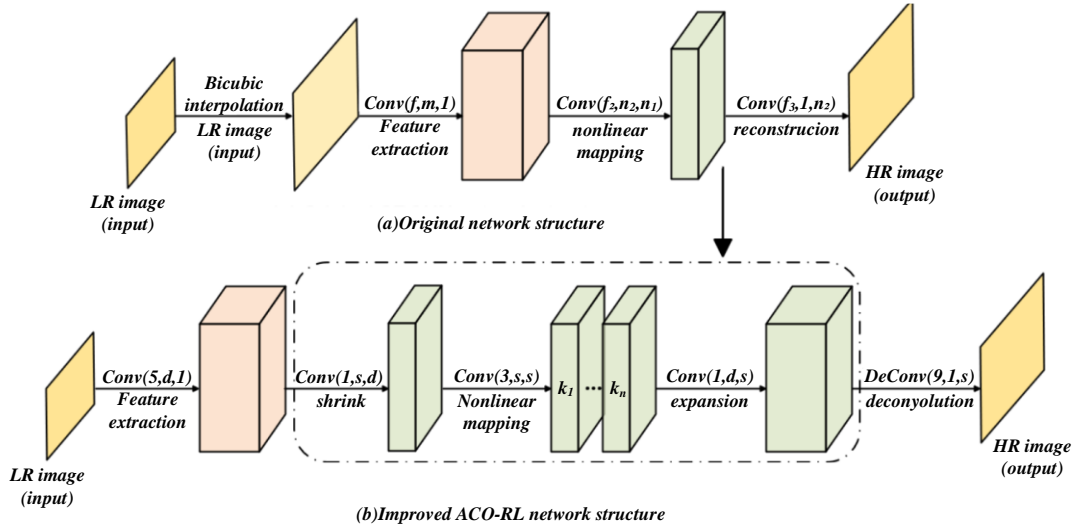 Bicubic
interpolation
LR image
(input)
Conv(f,m,1)
Feature
extraction
Conv(f₂,n₂,n₁)
nonlinear
mapping
Conv(f₃,1,n₂)
reconstrucion
LR image
(input)
HR image
(output)
(a)Original network structure
Conv(5,d,1)
Feature
extraction
Conv(1,s,d)
shrink
Conv(3,s,s)
Nonlinear
mapping
k₁ ··· kₙ
Conv(1,d,s)
expansion
DeConv(9,1,s)
deconyolution
LR image
(input)
HR image
(output)
(b)Improved ACO-RL network structure